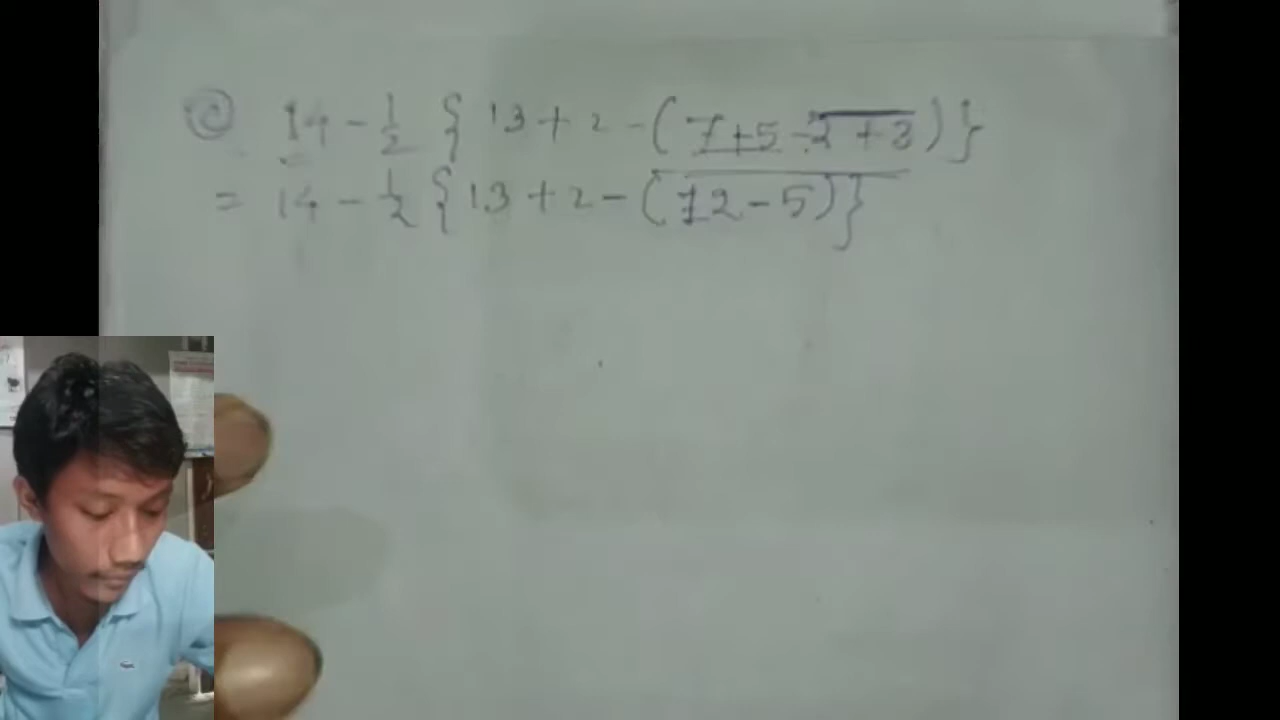 (C) 14 - 1/2 { 13 + 2 - ( 7 + 5 - 2̅ ̅+̅ ̅3̅ ) }
= 14 - 1/2 { 13 + 2 - ( 12 - 5 ) }